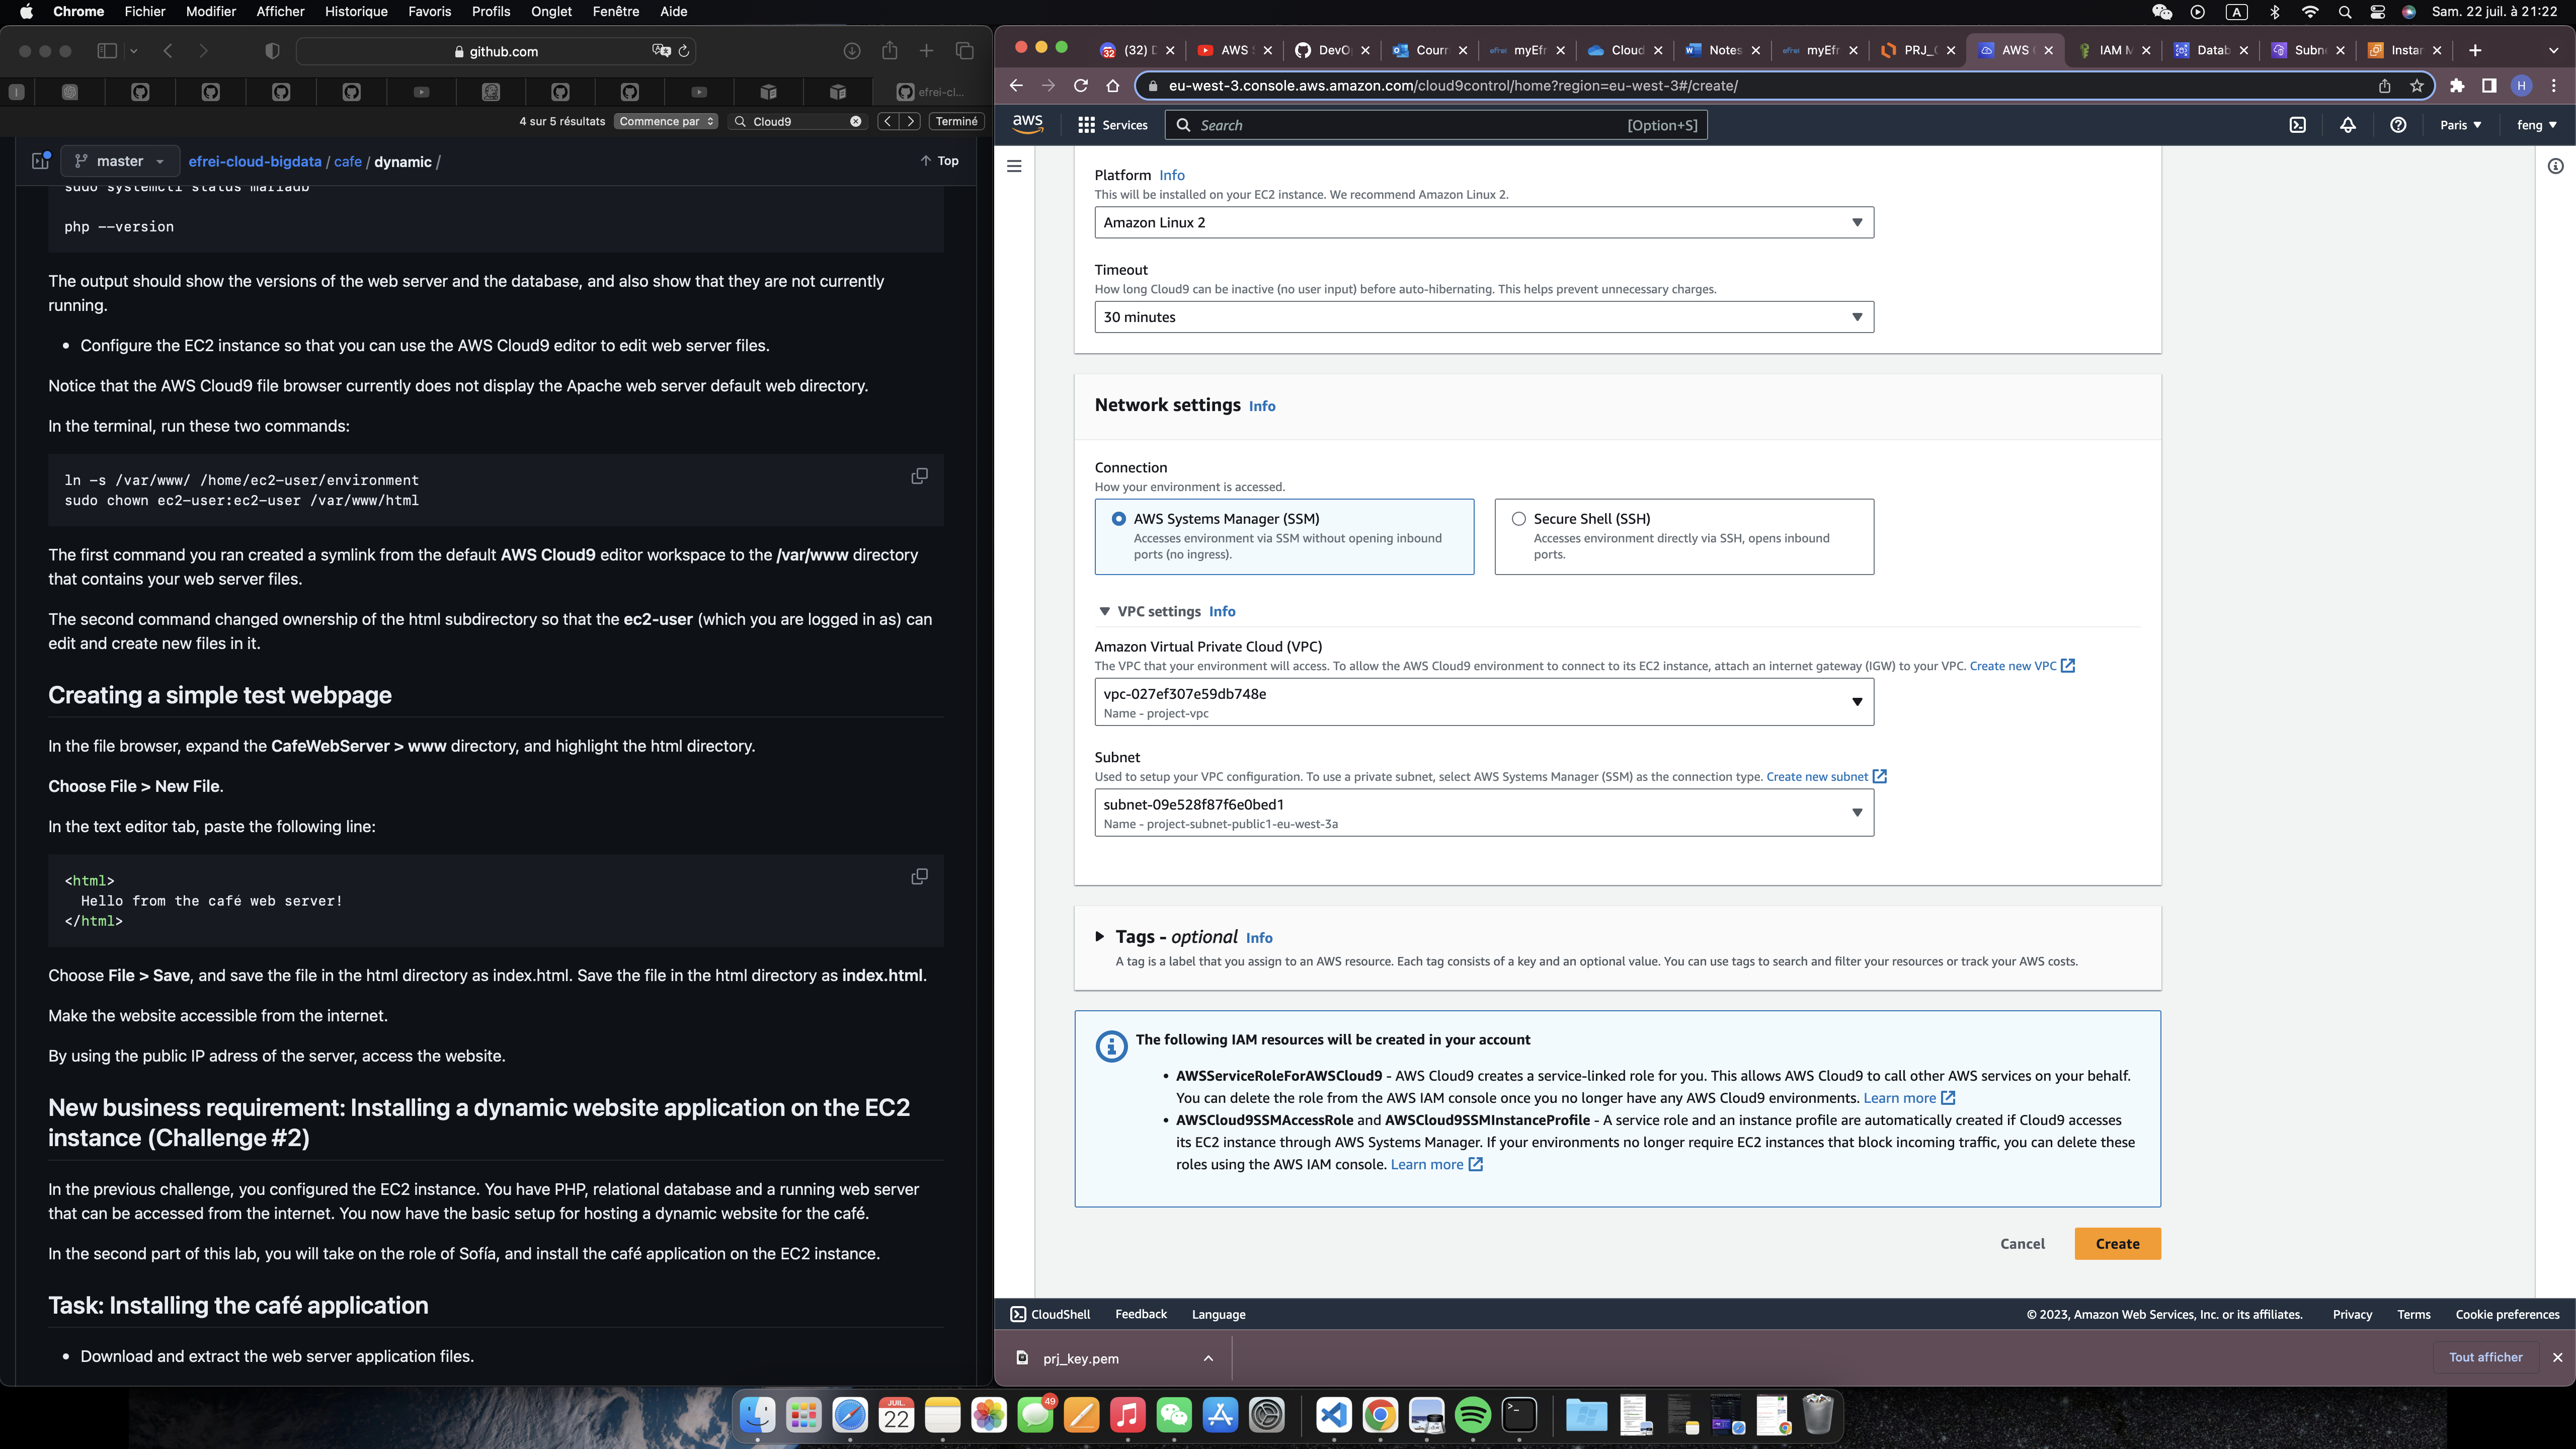 Chrome Fichier Modifier Afficher Historique Favoris Profils Onglet Fenêtre Aide
A Sam. 22 juil. à 21:22
github.com
efrei-cl...
4 sur 5 résultats Commence par Cloud9 Terminé
master efrei-cloud-bigdata / cafe / dynamic / Top
sudo systemctl status mariadb
php --version
The output should show the versions of the web server and the database, and also show that they are not currently
running.
• Configure the EC2 instance so that you can use the AWS Cloud9 editor to edit web server files.
Notice that the AWS Cloud9 file browser currently does not display the Apache web server default web directory.
In the terminal, run these two commands:
ln -s /var/www/ /home/ec2-user/environment
sudo chown ec2-user:ec2-user /var/www/html
The first command you ran created a symlink from the default AWS Cloud9 editor workspace to the /var/www directory
that contains your web server files.
The second command changed ownership of the html subdirectory so that the ec2-user (which you are logged in as) can
edit and create new files in it.
Creating a simple test webpage
In the file browser, expand the CafeWebServer > www directory, and highlight the html directory.
Choose File > New File.
In the text editor tab, paste the following line:
<html>
Hello from the café web server!
</html>
Choose File > Save, and save the file in the html directory as index.html. Save the file in the html directory as index.html.
Make the website accessible from the internet.
By using the public IP adress of the server, access the website.
New business requirement: Installing a dynamic website application on the EC2
instance (Challenge #2)
In the previous challenge, you configured the EC2 instance. You have PHP, relational database and a running web server
that can be accessed from the internet. You now have the basic setup for hosting a dynamic website for the café.
In the second part of this lab, you will take on the role of Sofía, and install the café application on the EC2 instance.
Task: Installing the café application
• Download and extract the web server application files.
(32) D AWS S DevO Courri myEfr Cloud Notes myEfr PRJ_C AWS C IAM M Datab Subne Instan
eu-west-3.console.aws.amazon.com/cloud9control/home?region=eu-west-3#/create/ H
aws Services Search [Option+S] Paris feng
Platform Info
This will be installed on your EC2 instance. We recommend Amazon Linux 2.
Amazon Linux 2
Timeout
How long Cloud9 can be inactive (no user input) before auto-hibernating. This helps prevent unnecessary charges.
30 minutes
Network settings Info
Connection
How your environment is accessed.
AWS Systems Manager (SSM)
Accesses environment via SSM without opening inbound
ports (no ingress).
Secure Shell (SSH)
Accesses environment directly via SSH, opens inbound
ports.
VPC settings Info
Amazon Virtual Private Cloud (VPC)
The VPC that your environment will access. To allow the AWS Cloud9 environment to connect to its EC2 instance, attach an internet gateway (IGW) to your VPC. Create new VPC
vpc-027ef307e59db748e
Name - project-vpc
Subnet
Used to setup your VPC configuration. To use a private subnet, select AWS Systems Manager (SSM) as the connection type. Create new subnet
subnet-09e528f87f6e0bed1
Name - project-subnet-public1-eu-west-3a
Tags - optional Info
A tag is a label that you assign to an AWS resource. Each tag consists of a key and an optional value. You can use tags to search and filter your resources or track your AWS costs.
The following IAM resources will be created in your account
• AWSServiceRoleForAWSCloud9 - AWS Cloud9 creates a service-linked role for you. This allows AWS Cloud9 to call other AWS services on your behalf.
You can delete the role from the AWS IAM console once you no longer have any AWS Cloud9 environments. Learn more
• AWSCloud9SSMAccessRole and AWSCloud9SSMInstanceProfile - A service role and an instance profile are automatically created if Cloud9 accesses
its EC2 instance through AWS Systems Manager. If your environments no longer require EC2 instances that block incoming traffic, you can delete these
roles using the AWS IAM console. Learn more
Cancel Create
CloudShell Feedback Language © 2023, Amazon Web Services, Inc. or its affiliates. Privacy Terms Cookie preferences
prj_key.pem Tout afficher
JUIL. 22 49